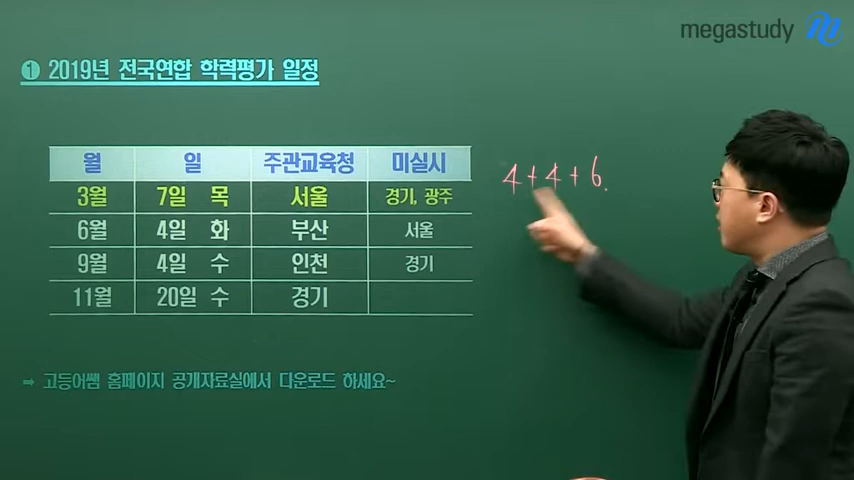 megastudy
❶ 2019년 전국연합 학력평가 일정
월 일 주관교육청 미실시
3월 7일 목 서울 경기, 광주
6월 4일 화 부산 서울
9월 4일 수 인천 경기
11월 20일 수 경기
4+4+6.
⇨ 고등어쌤 홈페이지 공개자료실에서 다운로드 하세요~